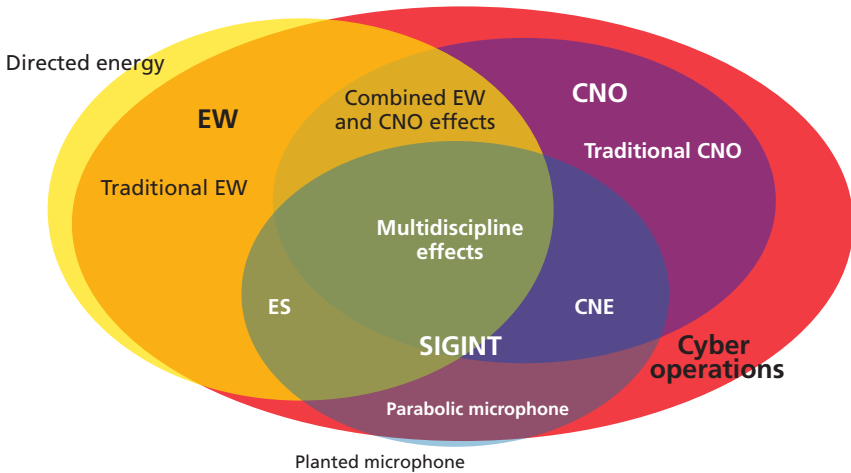 Directed energy
EW
Combined EW
and CNO effects
CNO
Traditional CNO
Traditional EW
Multidiscipline
effects
ES
CNE
SIGINT
Cyber
operations
Parabolic microphone
Planted microphone